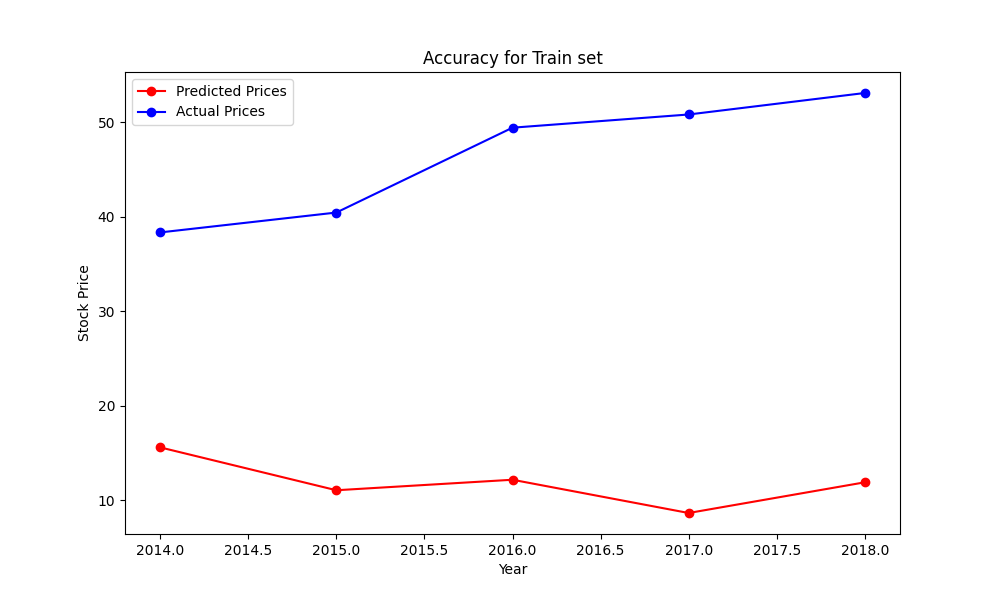 Accuracy for Train set
Predicted Prices
Actual Prices
Stock Price
50
40
30
20
10
2014.0 2014.5 2015.0 2015.5 2016.0 2016.5 2017.0 2017.5 2018.0
Year